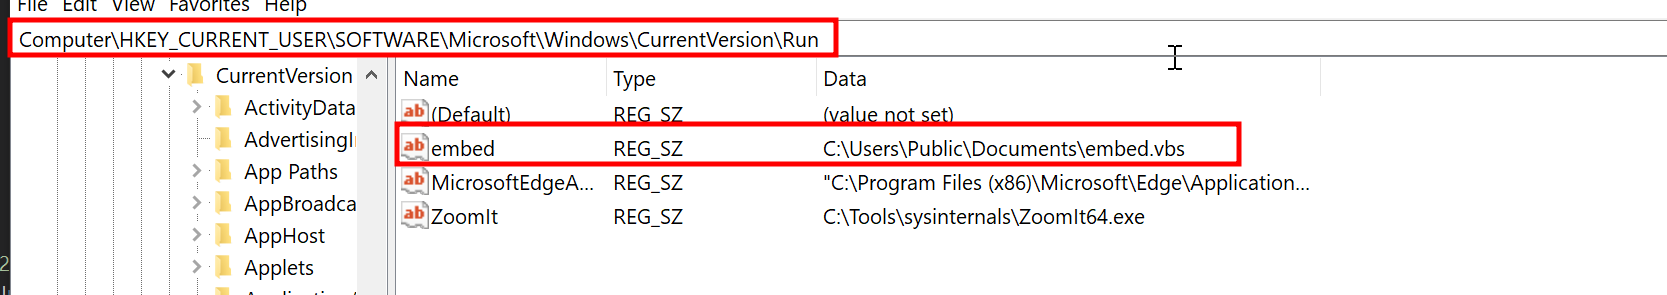 File Edit View Favorites Help
Computer\HKEY_CURRENT_USER\SOFTWARE\Microsoft\Windows\CurrentVersion\Run
CurrentVersion
ActivityData
AdvertisingI
App Paths
AppBroadca
AppHost
Applets
Name Type Data
(Default) REG_SZ (value not set)
embed REG_SZ C:\Users\Public\Documents\embed.vbs
MicrosoftEdgeA... REG_SZ "C:\Program Files (x86)\Microsoft\Edge\Application...
ZoomIt REG_SZ C:\Tools\sysinternals\ZoomIt64.exe